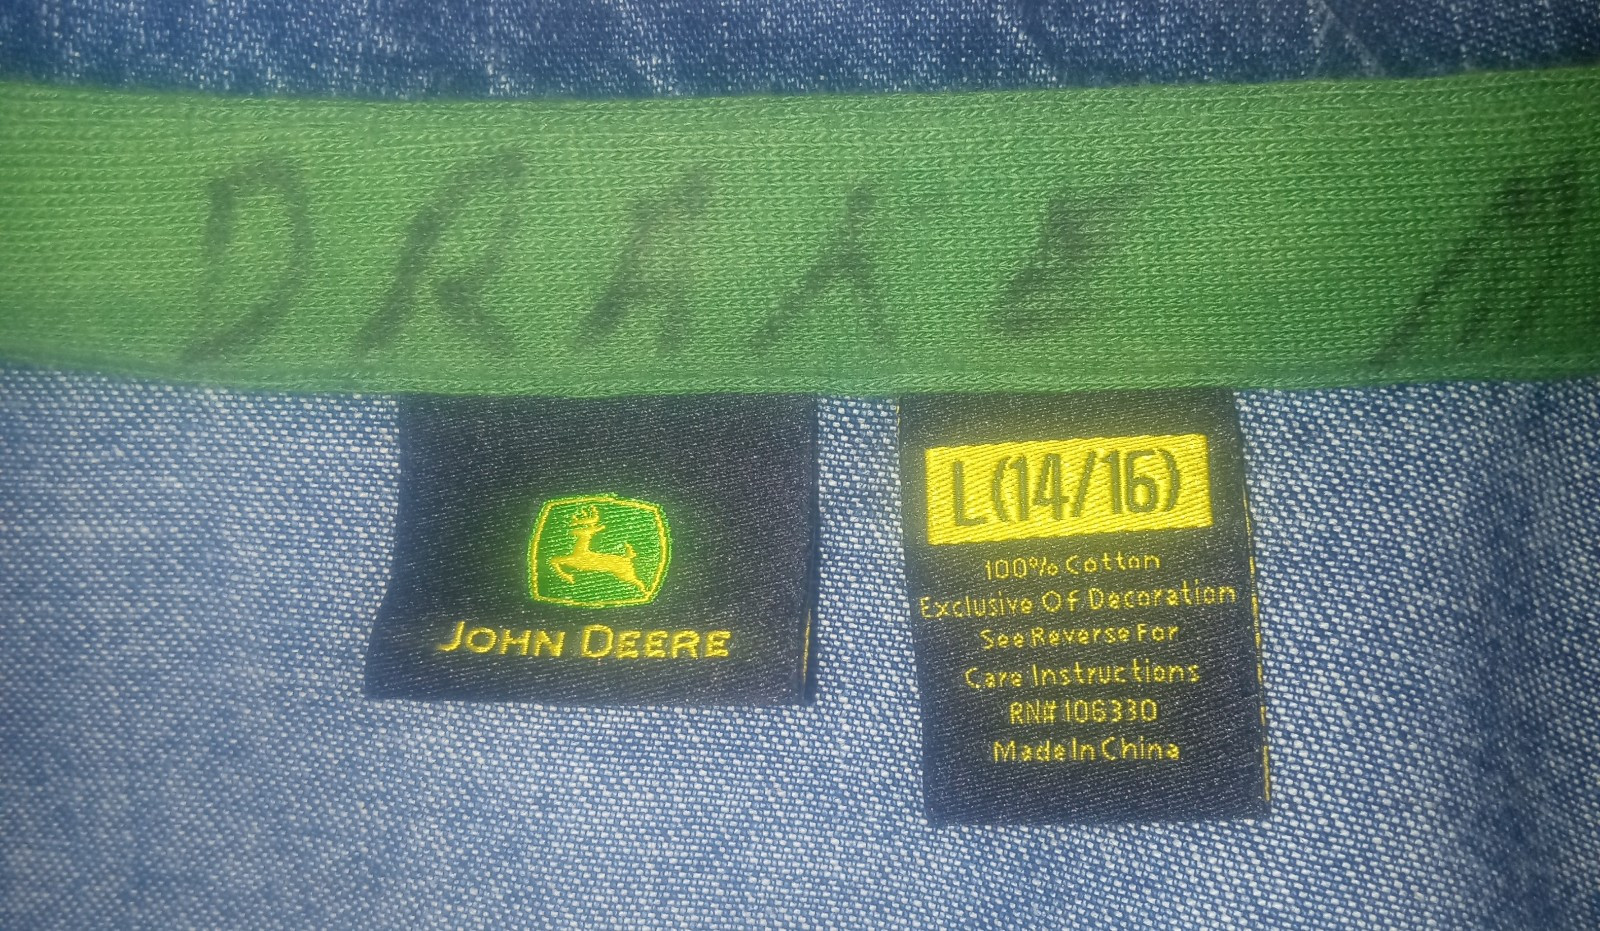 DRAKE M
JOHN DEERE
L(14/16)
100% Cotton
Exclusive Of Decoration
See Reverse For
Care Instructions
RN# 106330
Made In China